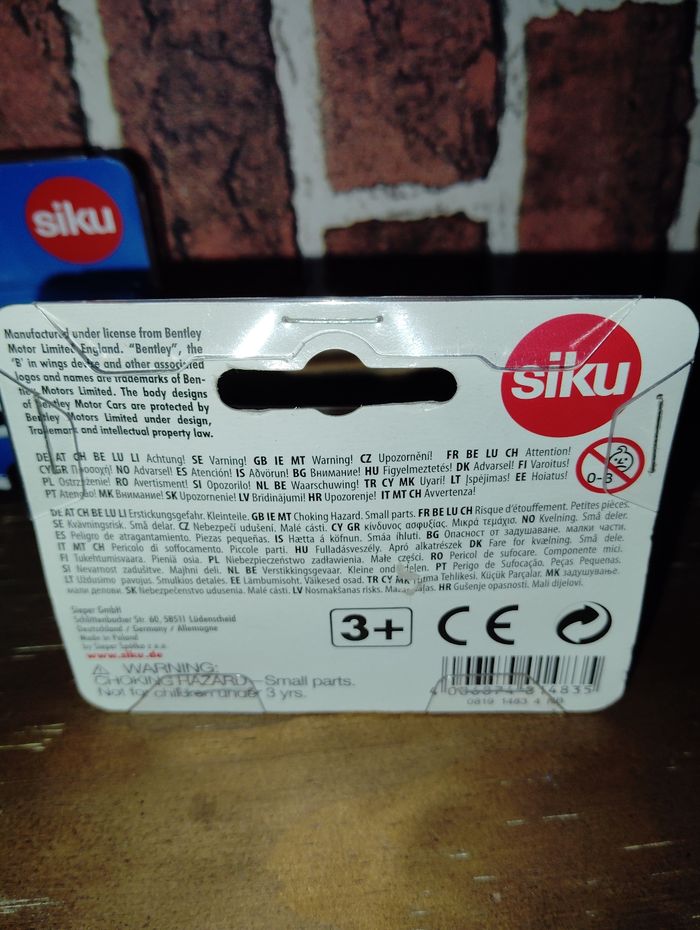 siku
Manufactured under license from Bentley
Motor Limited England. "Bentley", the
'B' in wings device and other associated
logos and names are trademarks of Ben-
tley Motors Limited. The body designs
of Bentley Motor Cars are protected by
Bentley Motors Limited under design,
Trademark and intellectual property law.
siku
DE AT CH BE LU LI Achtung! SE Varning! GB IE MT Warning! CZ Upozornění! FR BE LU CH Attention!
CY GR Προσοχή! NO Advarsel! ES Atención! IS Aðvörun! BG Внимание! HU Figyelmeztetés! DK Advarsel! FI Varoitus!
PL Ostrzeżenie! RO Avertisment! SI Opozorilo! NL BE Waarschuwing! TR CY MK Uyari! LT Įspėjimas! EE Hoiatus!
PT Atenção! MK Внимание! SK Upozornenie! LV Brīdinājumi! HR Upozorenje! IT MT CH Avvertenza!
0-3
DE AT CH BE LU LI Erstickungsgefahr. Kleinteile. GB IE MT Choking Hazard. Small parts. FR BE LU CH Risque d'étouffement. Petites pièces.
SE Kvävningsrisk. Små delar. CZ Nebezpečí udušení. Malé části. CY GR κίνδυνος ασφυξίας. Μικρά τεμάχια. NO Kvelning. Små deler.
ES Peligro de atragantamiento. Piezas pequeñas. IS Hætta á köfnun. Smáa íhluti. BG Опасност от задушаване. малки части.
IT MT CH Pericolo di soffocamento. Piccole parti. HU Fulladásveszély. Apró alkatrészek DK Fare for kvælning. Små dele.
FI Tukehtumisvaara. Pieniä osia. PL Niebezpieczeństwo zadławienia. Małe części. RO Pericol de sufocare. Componente mici.
SI Nevarnost zadušitve. Majhni deli. NL BE Verstikkingsgevaar. Kleine onderdelen. PT Perigo de Sufocação. Peças Pequenas.
LT Uždusimo pavojus. Smulkios detales. EE Lämbumisoht. Väikesed osad. TR CY MK Tehlikesi. Küçük Parçalar. MK задушување.
мали делови. SK Nebezpečenstvo udusenia. Malé časti. LV Nosmakšanas risks. HR Gušenje opasnosti. Mali dijelovi.
Sieper GmbH
Schlittenbacher Str. 60, 58511 Lüdenscheid
Deutschland / Germany / Allemagne
Made in Poland
by Sieper Spółka z o.o.
www.siku.de
3+
CE
WARNING:
CHOKING HAZARD—Small parts.
Not for children under 3 yrs.
4 006874 814835
0819 1483 4